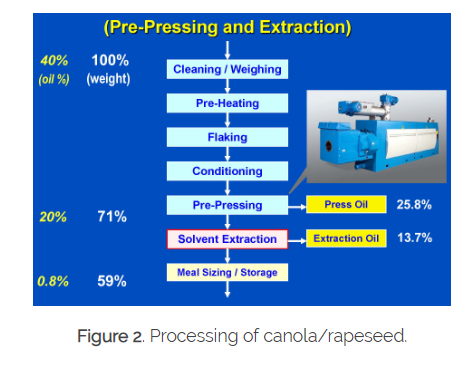 (Pre-Pressing and Extraction)
40% 100%
(oil %) (weight)
Cleaning / Weighing
Pre-Heating
Flaking
Conditioning
Pre-Pressing
Press Oil 25.8%
20% 71%
Solvent Extraction
Extraction Oil 13.7%
Meal Sizing / Storage
0.8% 59%
Figure 2. Processing of canola/rapeseed.